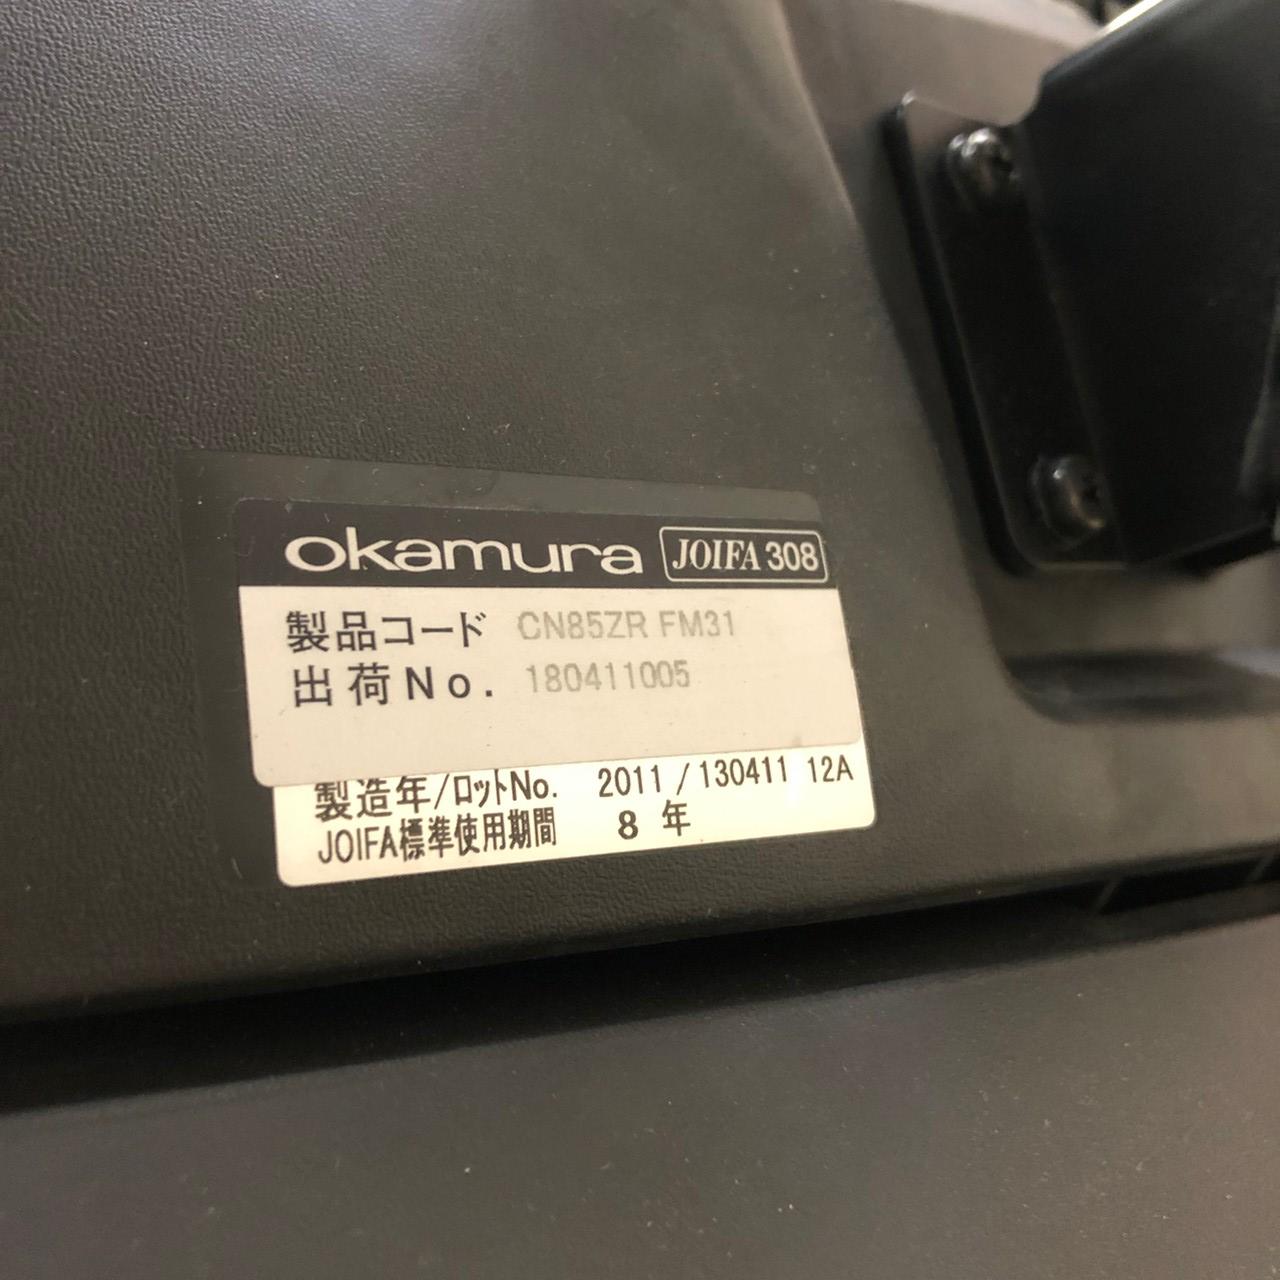 okamura JOIFA 308
製品コード CN85ZR FM31
出荷No. 180411005
製造年/ロットNo. 2011 / 130411 12A
JOIFA標準使用期間 8 年